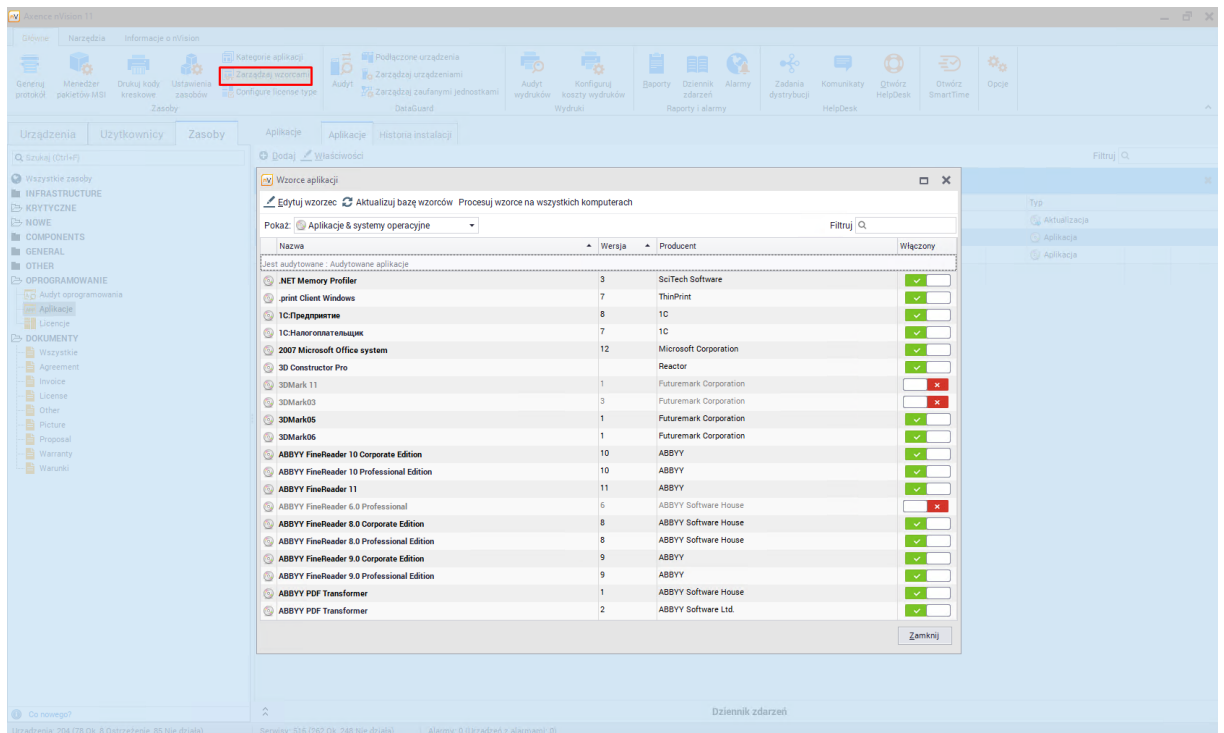 Axence nVision 11
Główne Narzędzia Informacje o nVision
Generuj protokół
Menedżer pakietów MSI
Drukuj kody kreskowe
Ustawienia zasobów
Kategorie aplikacji
Zarządzaj wzorcami
Configure license type
Zasoby
Audyt
Podłączone urządzenia
Zarządzaj urządzeniami
Zarządzaj zaufanymi jednostkami
DataGuard
Audyt wydruków
Konfiguruj koszty wydruków
Wydruki
Raporty
Dziennik zdarzeń
Alarmy
Raporty i alarmy
Zadania dystrybucji
Komunikaty
Otwórz HelpDesk
HelpDesk
Otwórz SmartTime
Opcje
Urządzenia Użytkownicy Zasoby
Aplikacje Aplikacje Historia instalacji
Szukaj (Ctrl+F)
Dodaj Właściwości Filtruj
Wszystkie zasoby
INFRASTRUCTURE
KRYTYCZNE
NOWE
COMPONENTS
GENERAL
OTHER
OPROGRAMOWANIE
Audyt oprogramowania
Aplikacje
Licencje
DOKUMENTY
Wszystkie
Agreement
Invoice
License
Other
Picture
Proposal
Warranty
Warunki
Typ
Aktualizacja
Aplikacja
Aplikacja
Wzorce aplikacji
Edytuj wzorzec Aktualizuj bazę wzorców Procesuj wzorce na wszystkich komputerach
Pokaż: Aplikacje & systemy operacyjne Filtruj
Nazwa Wersja Producent Włączony
Jest audytowane : Audytowane aplikacje
.NET Memory Profiler 3 SciTech Software
.print Client Windows 7 ThinPrint
1С:Предприятие 8 1C
1С:Налогоплательщик 7 1C
2007 Microsoft Office system 12 Microsoft Corporation
3D Constructor Pro Reactor
3DMark 11 1 Futuremark Corporation
3DMark03 3 Futuremark Corporation
3DMark05 1 Futuremark Corporation
3DMark06 1 Futuremark Corporation
ABBYY FineReader 10 Corporate Edition 10 ABBYY
ABBYY FineReader 10 Professional Edition 10 ABBYY
ABBYY FineReader 11 11 ABBYY
ABBYY FineReader 6.0 Professional 6 ABBYY Software House
ABBYY FineReader 8.0 Corporate Edition 8 ABBYY Software House
ABBYY FineReader 8.0 Professional Edition 8 ABBYY Software House
ABBYY FineReader 9.0 Corporate Edition 9 ABBYY
ABBYY FineReader 9.0 Professional Edition 9 ABBYY
ABBYY PDF Transformer 1 ABBYY Software House
ABBYY PDF Transformer 2 ABBYY Software Ltd.
Zamknij
Co nowego?
Dziennik zdarzeń